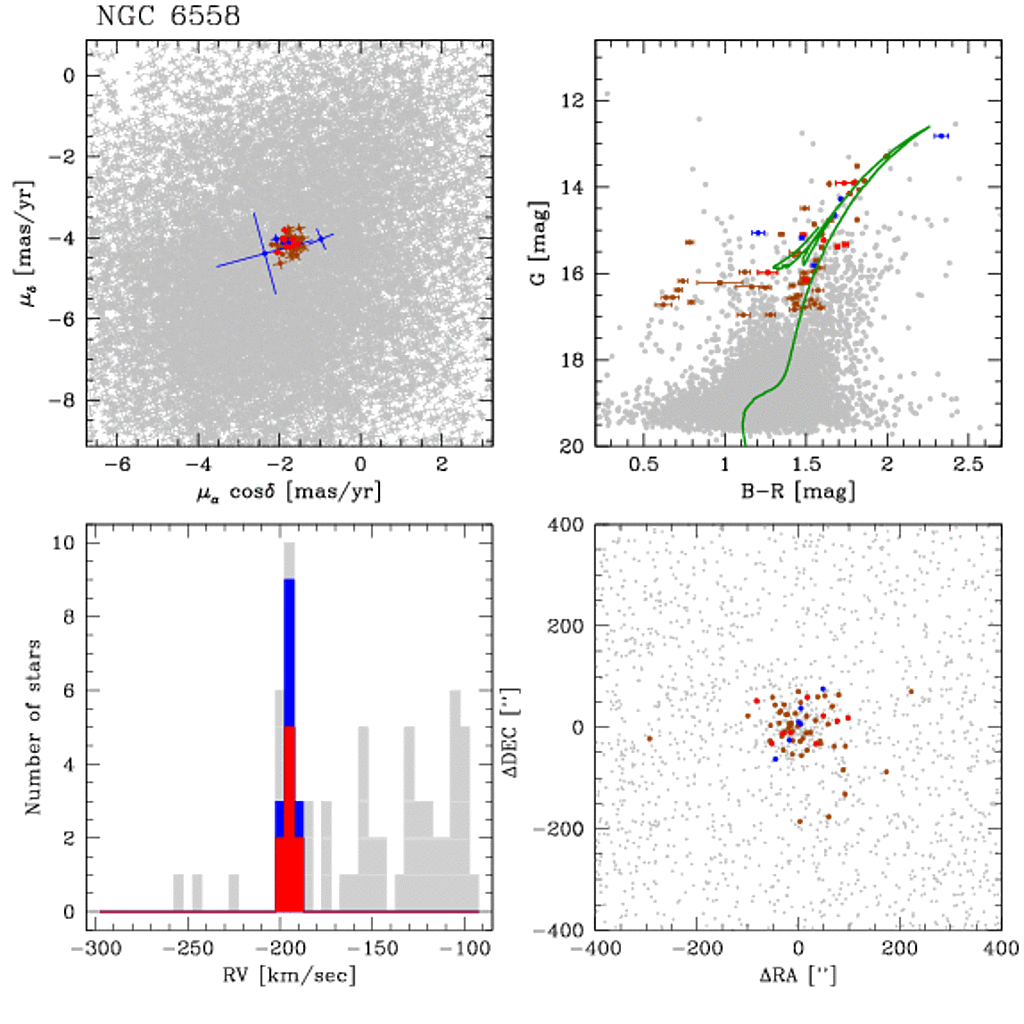 NGC 6558
0
−2
−4
−6
−8
μδ [mas/yr]
−6 −4 −2 0 2
μα cosδ [mas/yr]
12
14
16
18
20
G [mag]
0.5 1 1.5 2 2.5
B−R [mag]
10
8
6
4
2
0
Number of stars
−300 −250 −200 −150 −100
RV [km/sec]
400
200
0
−200
−400
ΔDEC ["]
−400 −200 0 200 400
ΔRA ["]